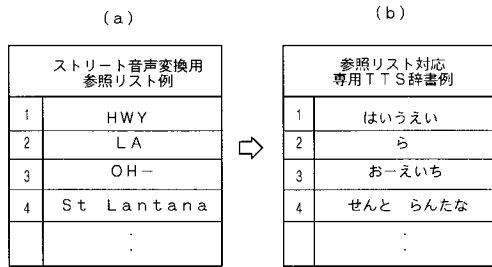 (a)
ストリート音声変換用
参照リスト例
1 HWY
2 LA
3 OH－
4 St Lantana
:
⇨
(b)
参照リスト対応
専用TTS辞書例
1 はいうえい
2 ら
3 おーえいち
4 せんと らんたな
: